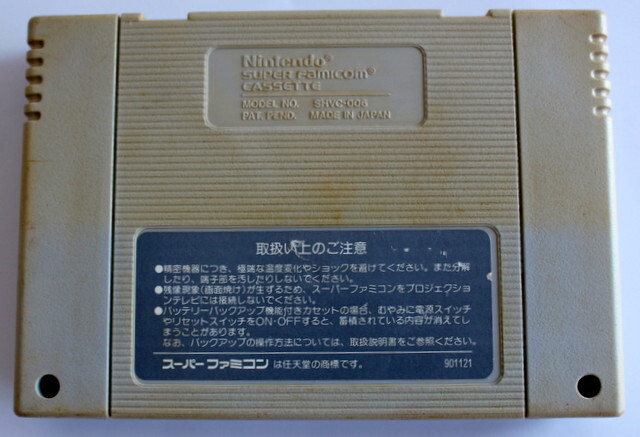 Nintendo®
SUPER FAMICOM®
CASSETTE
MODEL NO. SHVC-006
PAT. PEND. MADE IN JAPAN
取扱い上のご注意
●精密機器につき、極端な温度変化やショックを避けてください。また分解
したり、端子部を汚したりしないでください。
●残像現象(画面焼け)が生ずるため、スーパーファミコンをプロジェクション
テレビには接続しないでください。
●バッテリーバックアップ機能付きカセットの場合、むやみに電源スイッチ
やリセットスイッチをON・OFFすると、蓄積されている内容が消えてし
まうことがあります。
なお、バックアップの操作方法については、取扱説明書をご参照ください。
スーパーファミコンは任天堂の商標です。 901121